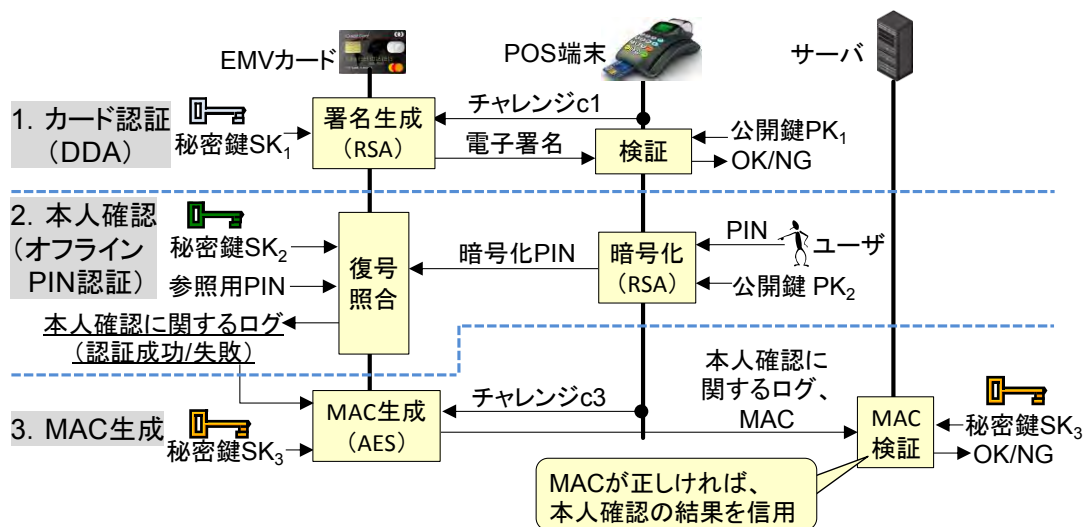 EMVカード
POS端末
サーバ
1. カード認証
(DDA)
秘密鍵SK1
署名生成
(RSA)
チャレンジc1
電子署名
検証
公開鍵PK1
OK/NG
2. 本人確認
(オフライン
PIN認証)
秘密鍵SK2
参照用PIN
本人確認に関するログ
(認証成功/失敗)
復号
照合
暗号化PIN
暗号化
(RSA)
PIN
ユーザ
公開鍵 PK2
3. MAC生成
秘密鍵SK3
MAC生成
(AES)
チャレンジc3
本人確認に
関するログ、
MAC
MAC
検証
秘密鍵SK3
OK/NG
MACが正しければ、
本人確認の結果を信用